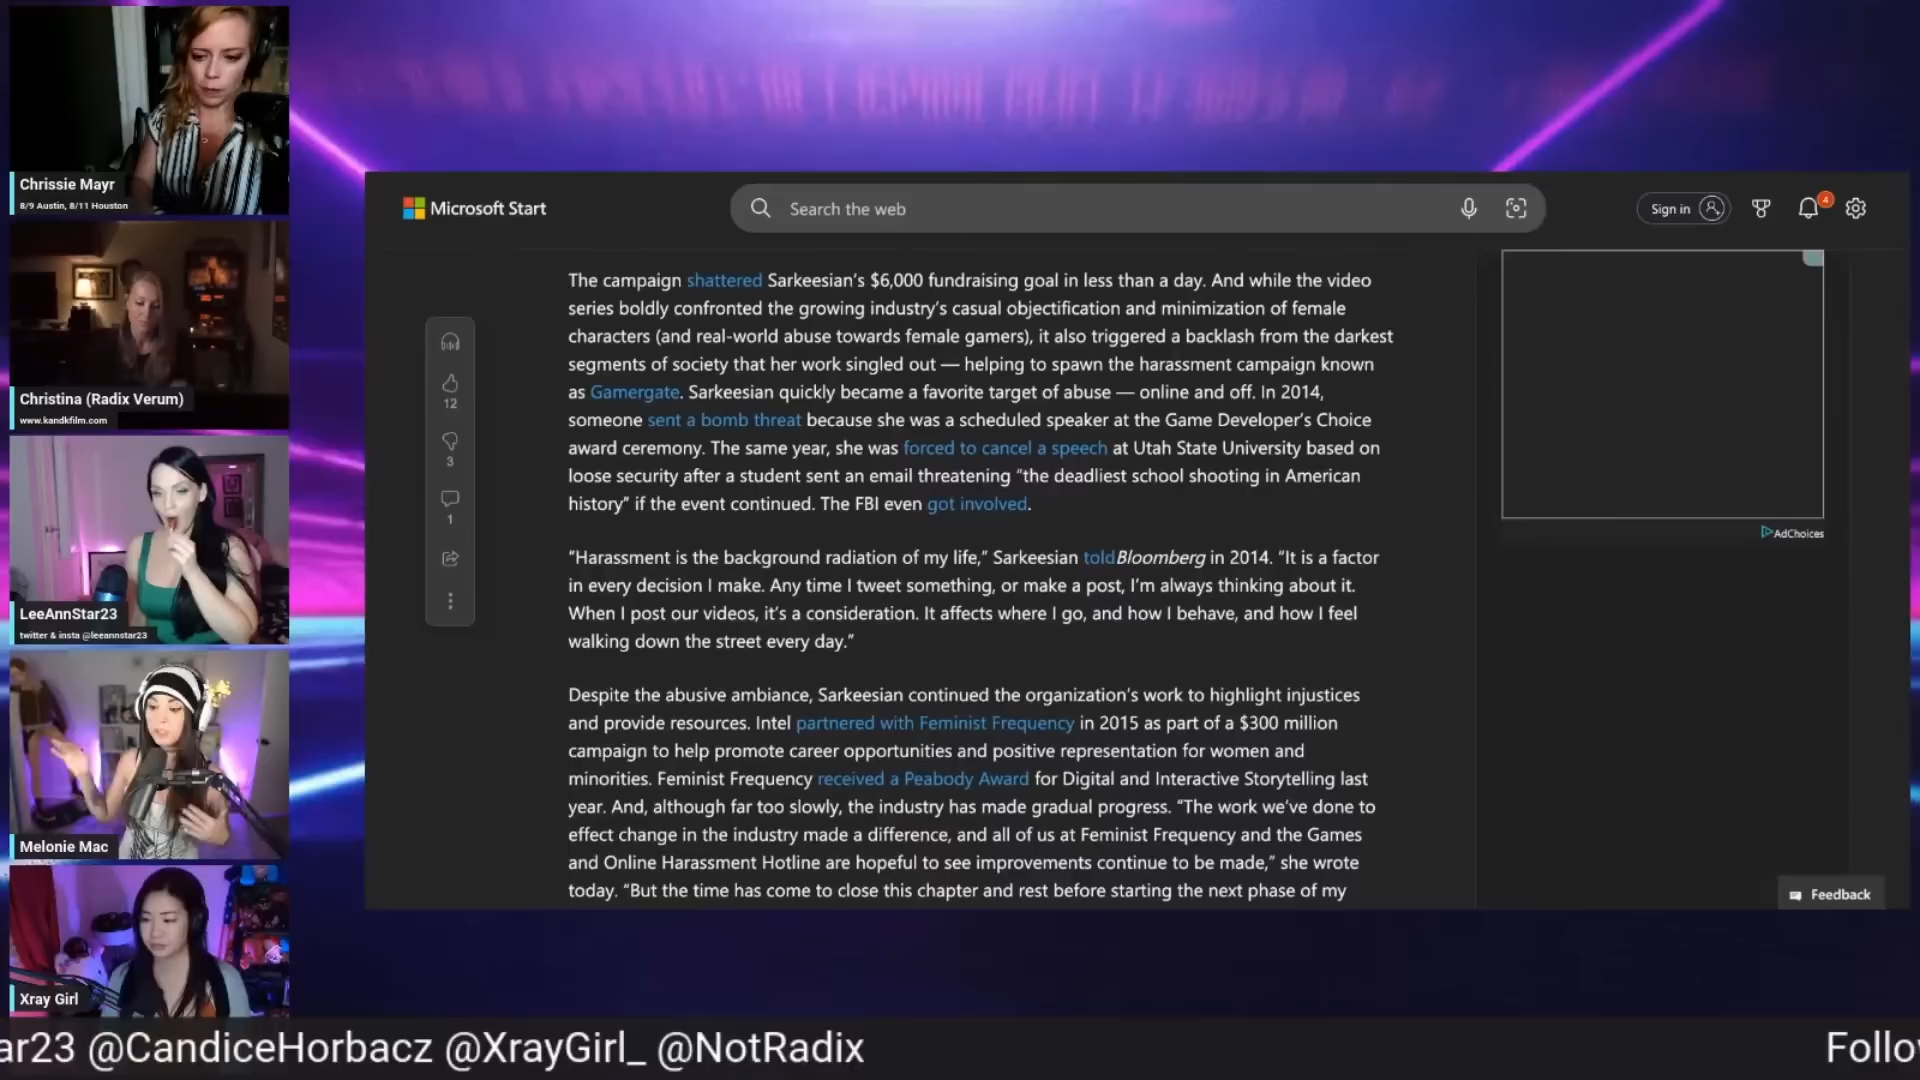 Chrissie Mayr
8/9 Austin, 8/11 Houston
Christina (Radix Verum)
www.kandkfilm.com
LeeAnnStar23
twitter & insta @leeannstar23
Melonie Mac
Xray Girl
Microsoft Start
Search the web
Sign in
4
12
3
1
The campaign shattered Sarkeesian's $6,000 fundraising goal in less than a day. And while the video
series boldly confronted the growing industry's casual objectification and minimization of female
characters (and real-world abuse towards female gamers), it also triggered a backlash from the darkest
segments of society that her work singled out — helping to spawn the harassment campaign known
as Gamergate. Sarkeesian quickly became a favorite target of abuse — online and off. In 2014,
someone sent a bomb threat because she was a scheduled speaker at the Game Developer's Choice
award ceremony. The same year, she was forced to cancel a speech at Utah State University based on
loose security after a student sent an email threatening "the deadliest school shooting in American
history" if the event continued. The FBI even got involved.
"Harassment is the background radiation of my life," Sarkeesian toldBloomberg in 2014. "It is a factor
in every decision I make. Any time I tweet something, or make a post, I'm always thinking about it.
When I post our videos, it's a consideration. It affects where I go, and how I behave, and how I feel
walking down the street every day."
Despite the abusive ambiance, Sarkeesian continued the organization's work to highlight injustices
and provide resources. Intel partnered with Feminist Frequency in 2015 as part of a $300 million
campaign to help promote career opportunities and positive representation for women and
minorities. Feminist Frequency received a Peabody Award for Digital and Interactive Storytelling last
year. And, although far too slowly, the industry has made gradual progress. "The work we've done to
effect change in the industry made a difference, and all of us at Feminist Frequency and the Games
and Online Harassment Hotline are hopeful to see improvements continue to be made," she wrote
today. "But the time has come to close this chapter and rest before starting the next phase of my
AdChoices
Feedback
ar23 @CandiceHorbacz @XrayGirl_ @NotRadix
Follo